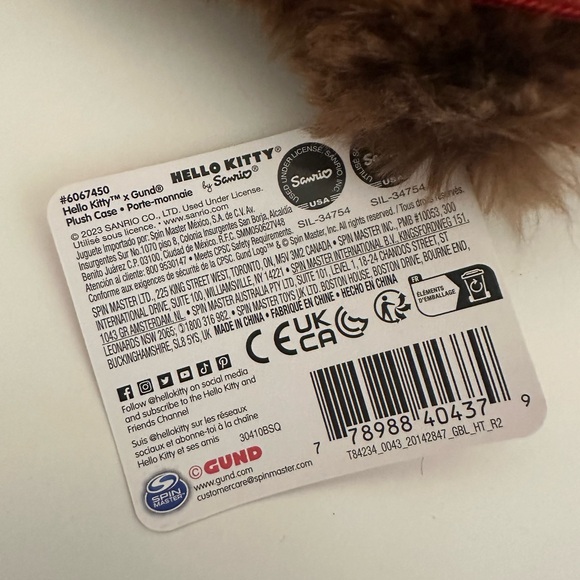 #6067450
Hello Kitty™ x Gund®
Plush Case • Porte-monnaie
HELLO KITTY®
by Sanrio®
USED UNDER LICENSE, SANRIO, INC.
Sanrio
USA
SIL-34754
USA
SIL-34754
© 2023 SANRIO CO., LTD. Used Under License.
Utilisé sous licence. • www.sanrio.com
Juguete Importado por: Spin Master México, S.A. de C.V. Av.
Insurgentes Sur No. 1070 piso 8, Colonia Insurgentes San Borja, Alcaldía
Benito Juárez C.P. 03100, Ciudad de México. R.F.C. SMM050627V48
Atención al cliente: 800 9530147 • Meets CPSC Safety Requirements.
Conforme aux exigences de sécurité de la CPSC. Gund Logo™ & © Spin Master Inc. All rights reserved. / Tous droits réservés.
SPIN MASTER LTD., 225 KING STREET WEST, TORONTO, ON, M5V 3M2 CANADA • SPIN MASTER INC., PMB #10053, 300
INTERNATIONAL DRIVE, SUITE 100, WILLIAMSVILLE, NY 14221 • SPIN MASTER INTERNATIONAL B.V., KINGSFORDWEG 151,
1043 GR AMSTERDAM, NL • SPIN MASTER AUSTRALIA PTY LTD, SUITE 101, LEVEL 1, 18-24 CHANDOS STREET, ST
LEONARDS NSW 2065; 1800 316 982 • SPIN MASTER TOYS UK LTD. BOSTON HOUSE, BOSTON DRIVE, BOURNE END,
BUCKINGHAMSHIRE, SL8 5YS, UK MADE IN CHINA • FABRIQUÉ EN CHINE • HECHO EN CHINA
CE UK CA
FR
ÉLÉMENTS
D'EMBALLAGE
Follow @hellokitty on social media
and subscribe to the Hello Kitty and
Friends Channel
Suis @hellokitty sur les réseaux
sociaux et abonne-toi à la chaîne
Hello Kitty et ses amis
30410BSQ
SPIN
MASTER™
© GUND
www.gund.com
customercare@spinmaster.com
7 78988 40437 9
T84234_0043_20142847_GBL_HT_R2